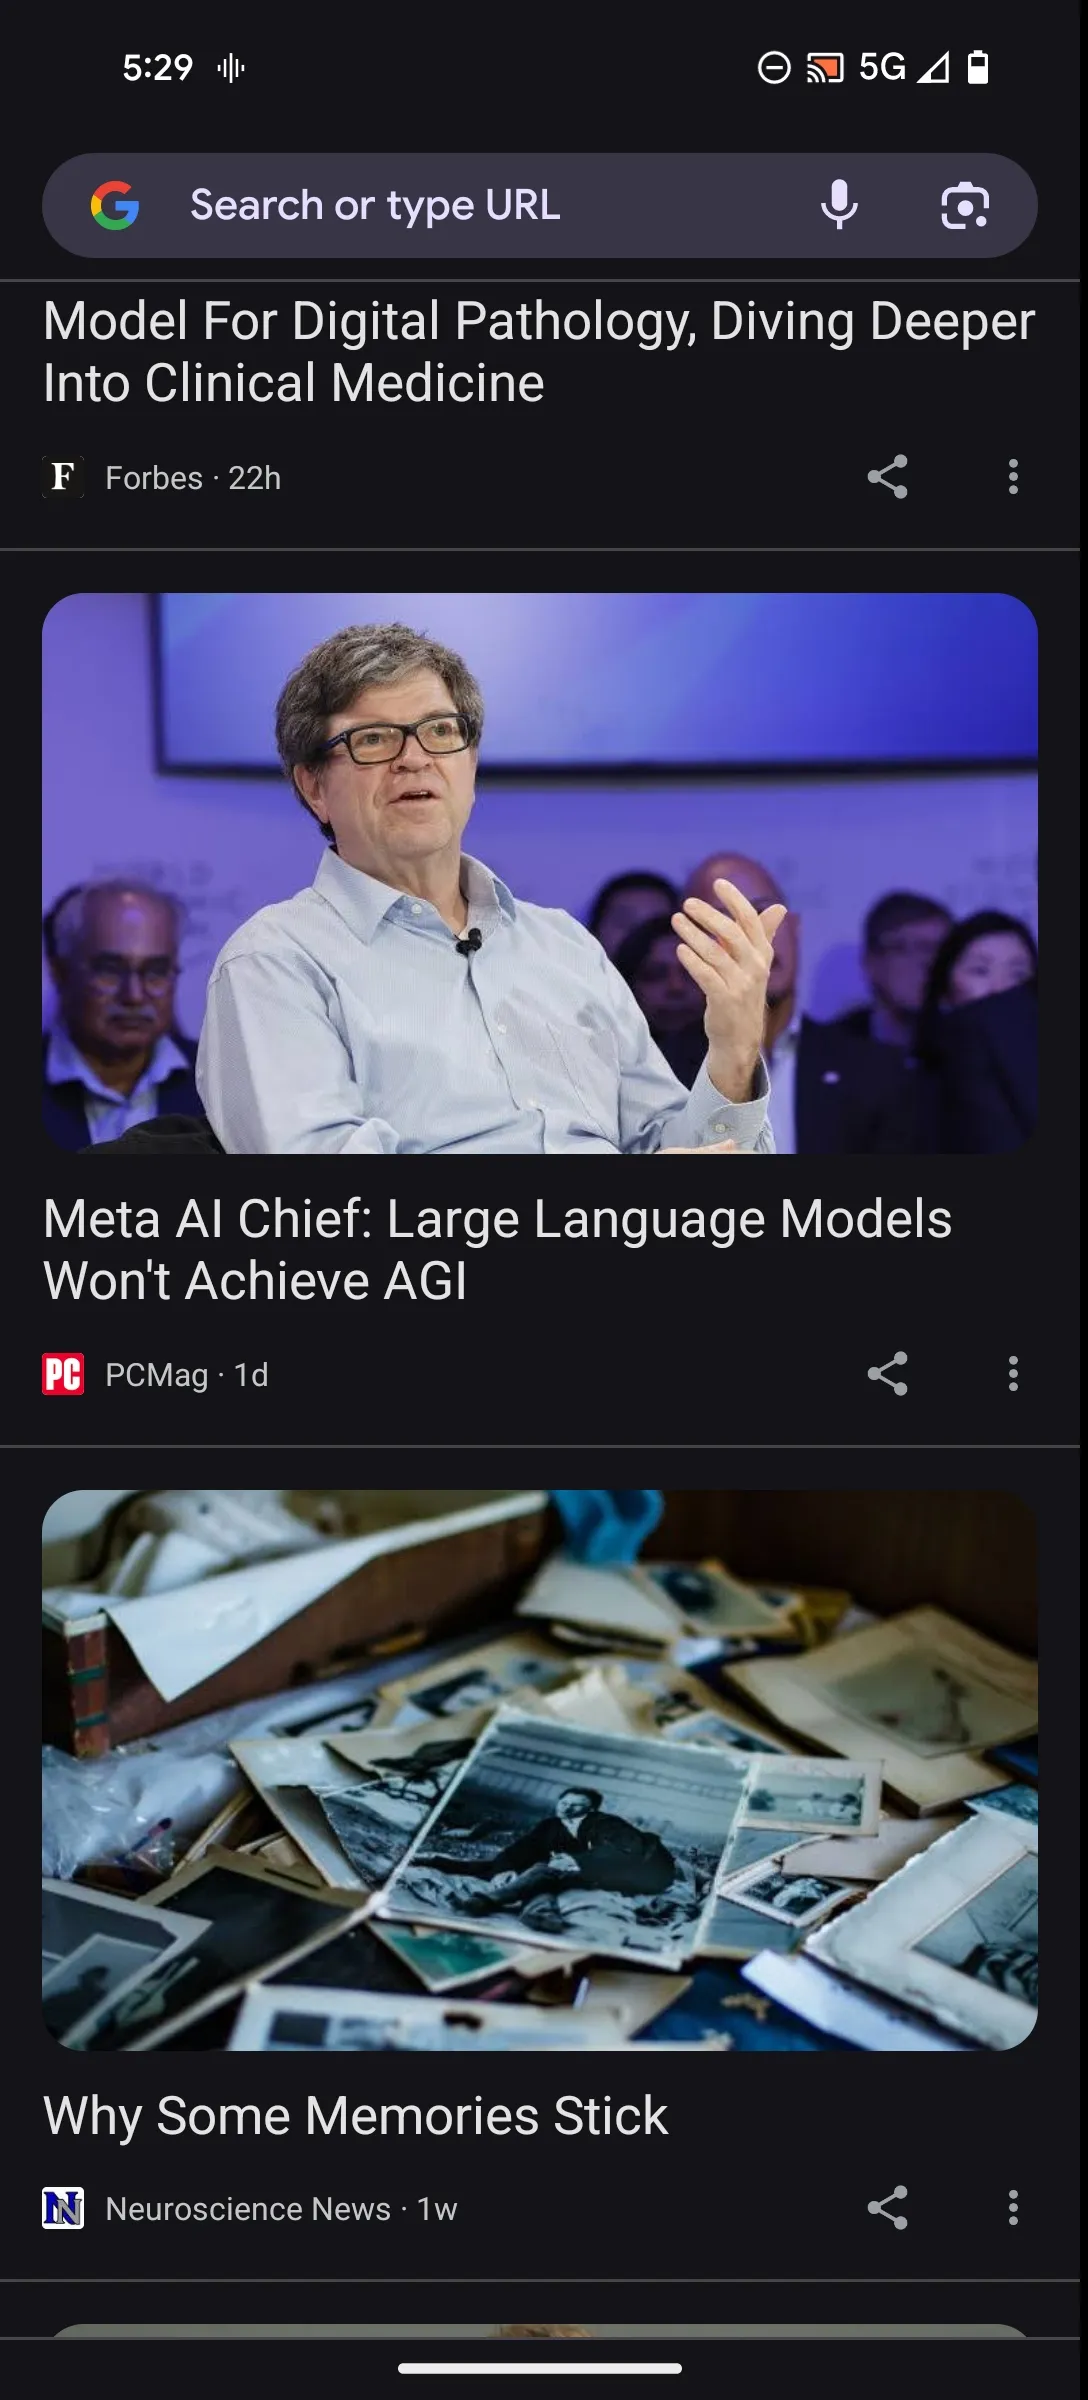 5:29
5G
Search or type URL
Model For Digital Pathology, Diving Deeper
Into Clinical Medicine
F
Forbes · 22h
Meta AI Chief: Large Language Models
Won't Achieve AGI
PC
PCMag · 1d
Why Some Memories Stick
N
Neuroscience News · 1w